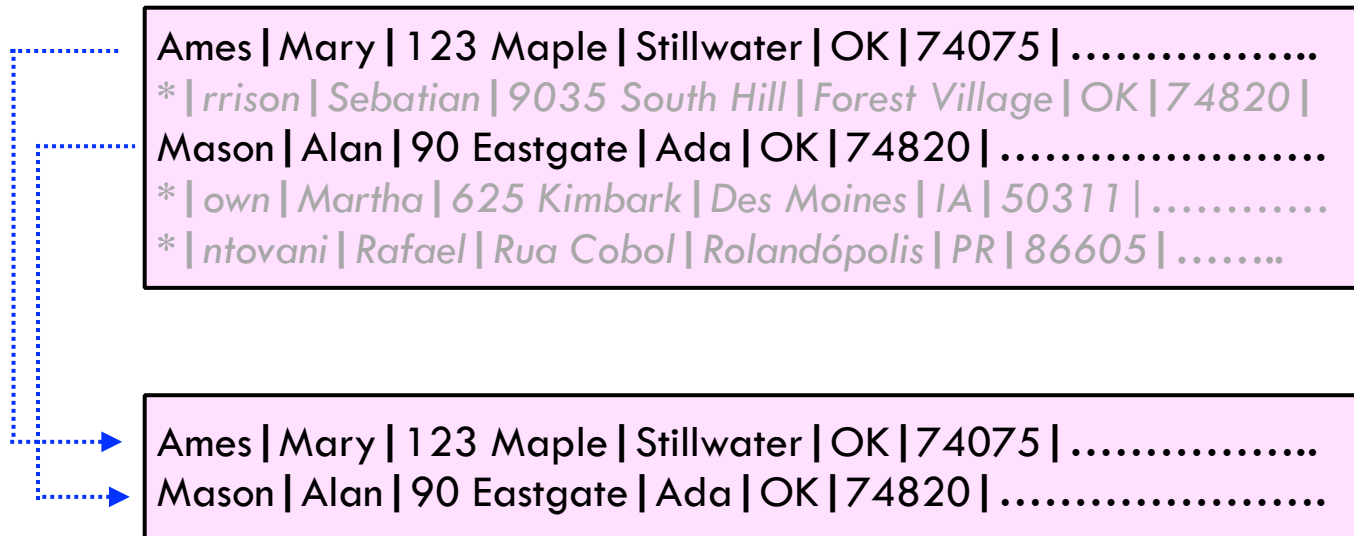 Ames|Mary|123 Maple|Stillwater|OK|74075|……………..
*|rrison|Sebatian|9035 South Hill|Forest Village|OK|74820|
Mason|Alan|90 Eastgate|Ada|OK|74820|………………….
*|own|Martha|625 Kimbark|Des Moines|IA|50311|…………
*|ntovani|Rafael|Rua Cobol|Rolandópolis|PR|86605|……..
Ames|Mary|123 Maple|Stillwater|OK|74075|……………..
Mason|Alan|90 Eastgate|Ada|OK|74820|………………….